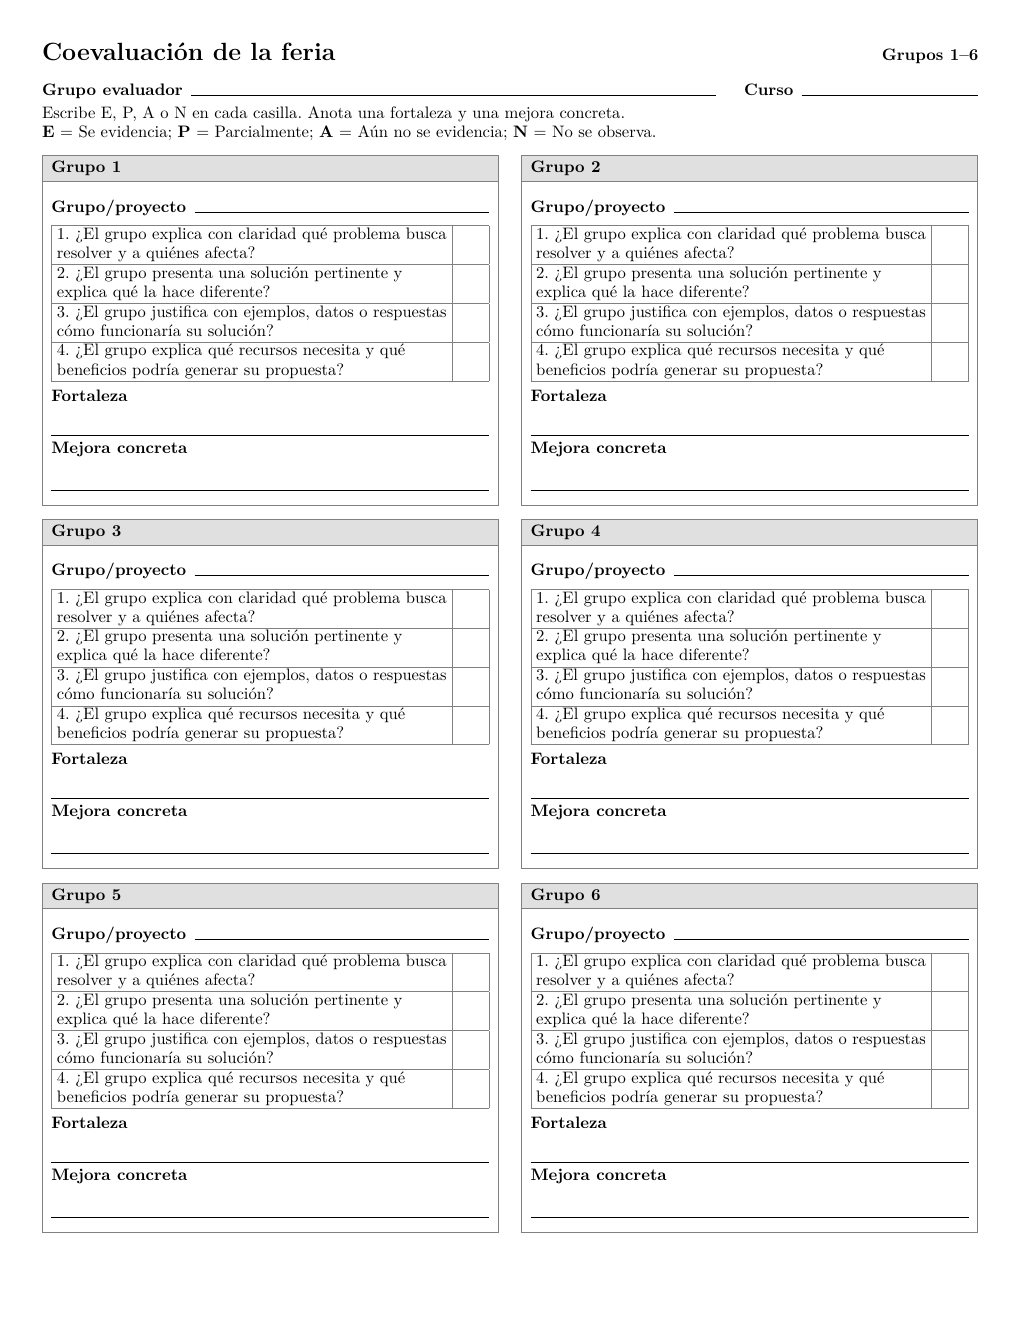 Coevaluación de la feria
Grupos 1–6
Grupo evaluador
Curso
Escribe E, P, A o N en cada casilla. Anota una fortaleza y una mejora concreta.
E = Se evidencia; P = Parcialmente; A = Aún no se evidencia; N = No se observa.
Grupo 1
Grupo/proyecto
1. ¿El grupo explica con claridad qué problema busca
resolver y a quiénes afecta?
2. ¿El grupo presenta una solución pertinente y
explica qué la hace diferente?
3. ¿El grupo justifica con ejemplos, datos o respuestas
cómo funcionaría su solución?
4. ¿El grupo explica qué recursos necesita y qué
beneficios podría generar su propuesta?
Fortaleza
Mejora concreta
Grupo 2
Grupo/proyecto
1. ¿El grupo explica con claridad qué problema busca
resolver y a quiénes afecta?
2. ¿El grupo presenta una solución pertinente y
explica qué la hace diferente?
3. ¿El grupo justifica con ejemplos, datos o respuestas
cómo funcionaría su solución?
4. ¿El grupo explica qué recursos necesita y qué
beneficios podría generar su propuesta?
Fortaleza
Mejora concreta
Grupo 3
Grupo/proyecto
1. ¿El grupo explica con claridad qué problema busca
resolver y a quiénes afecta?
2. ¿El grupo presenta una solución pertinente y
explica qué la hace diferente?
3. ¿El grupo justifica con ejemplos, datos o respuestas
cómo funcionaría su solución?
4. ¿El grupo explica qué recursos necesita y qué
beneficios podría generar su propuesta?
Fortaleza
Mejora concreta
Grupo 4
Grupo/proyecto
1. ¿El grupo explica con claridad qué problema busca
resolver y a quiénes afecta?
2. ¿El grupo presenta una solución pertinente y
explica qué la hace diferente?
3. ¿El grupo justifica con ejemplos, datos o respuestas
cómo funcionaría su solución?
4. ¿El grupo explica qué recursos necesita y qué
beneficios podría generar su propuesta?
Fortaleza
Mejora concreta
Grupo 5
Grupo/proyecto
1. ¿El grupo explica con claridad qué problema busca
resolver y a quiénes afecta?
2. ¿El grupo presenta una solución pertinente y
explica qué la hace diferente?
3. ¿El grupo justifica con ejemplos, datos o respuestas
cómo funcionaría su solución?
4. ¿El grupo explica qué recursos necesita y qué
beneficios podría generar su propuesta?
Fortaleza
Mejora concreta
Grupo 6
Grupo/proyecto
1. ¿El grupo explica con claridad qué problema busca
resolver y a quiénes afecta?
2. ¿El grupo presenta una solución pertinente y
explica qué la hace diferente?
3. ¿El grupo justifica con ejemplos, datos o respuestas
cómo funcionaría su solución?
4. ¿El grupo explica qué recursos necesita y qué
beneficios podría generar su propuesta?
Fortaleza
Mejora concreta